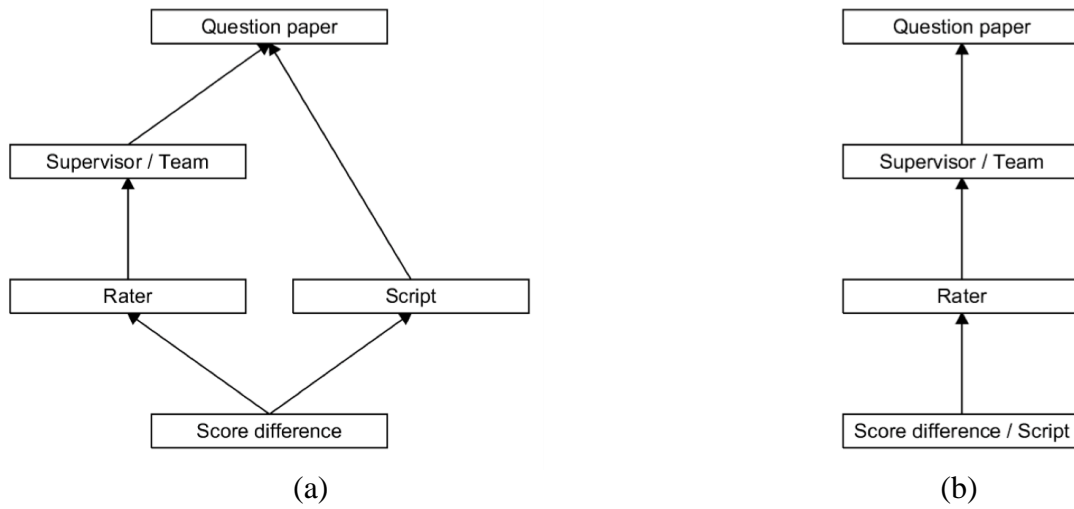 Question paper
Supervisor / Team
Rater
Script
Score difference
(a)
Question paper
Supervisor / Team
Rater
Score difference / Script
(b)